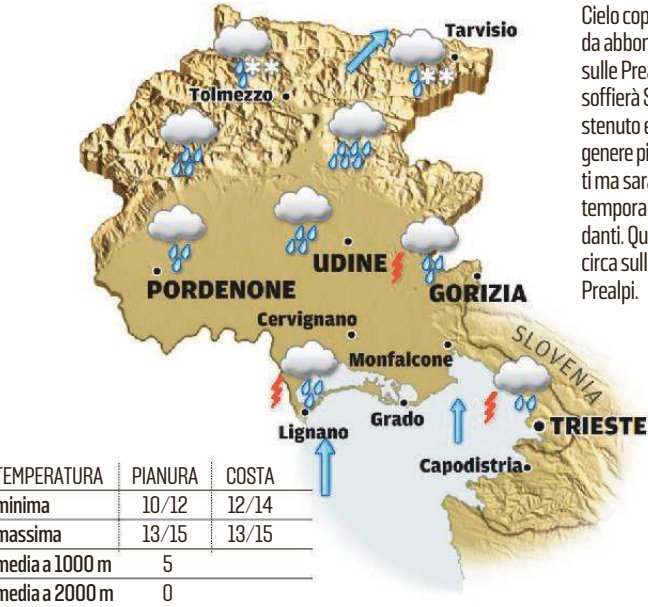 Tarvisio
Tolmezzo
UDINE
PORDENONE
GORIZIA
Cervignano
Monfalcone
SLOVENIA
Grado
Lignano
TRIESTE
Capodistria
Cielo cop
da abbon
sulle Prea
soffierà S
stenuto e
genere pi
ti ma sara
tempora
danti. Qu
circa sull
Prealpi.
TEMPERATURA PIANURA COSTA
minima 10/12 12/14
massima 13/15 13/15
media a 1000 m 5
media a 2000 m 0